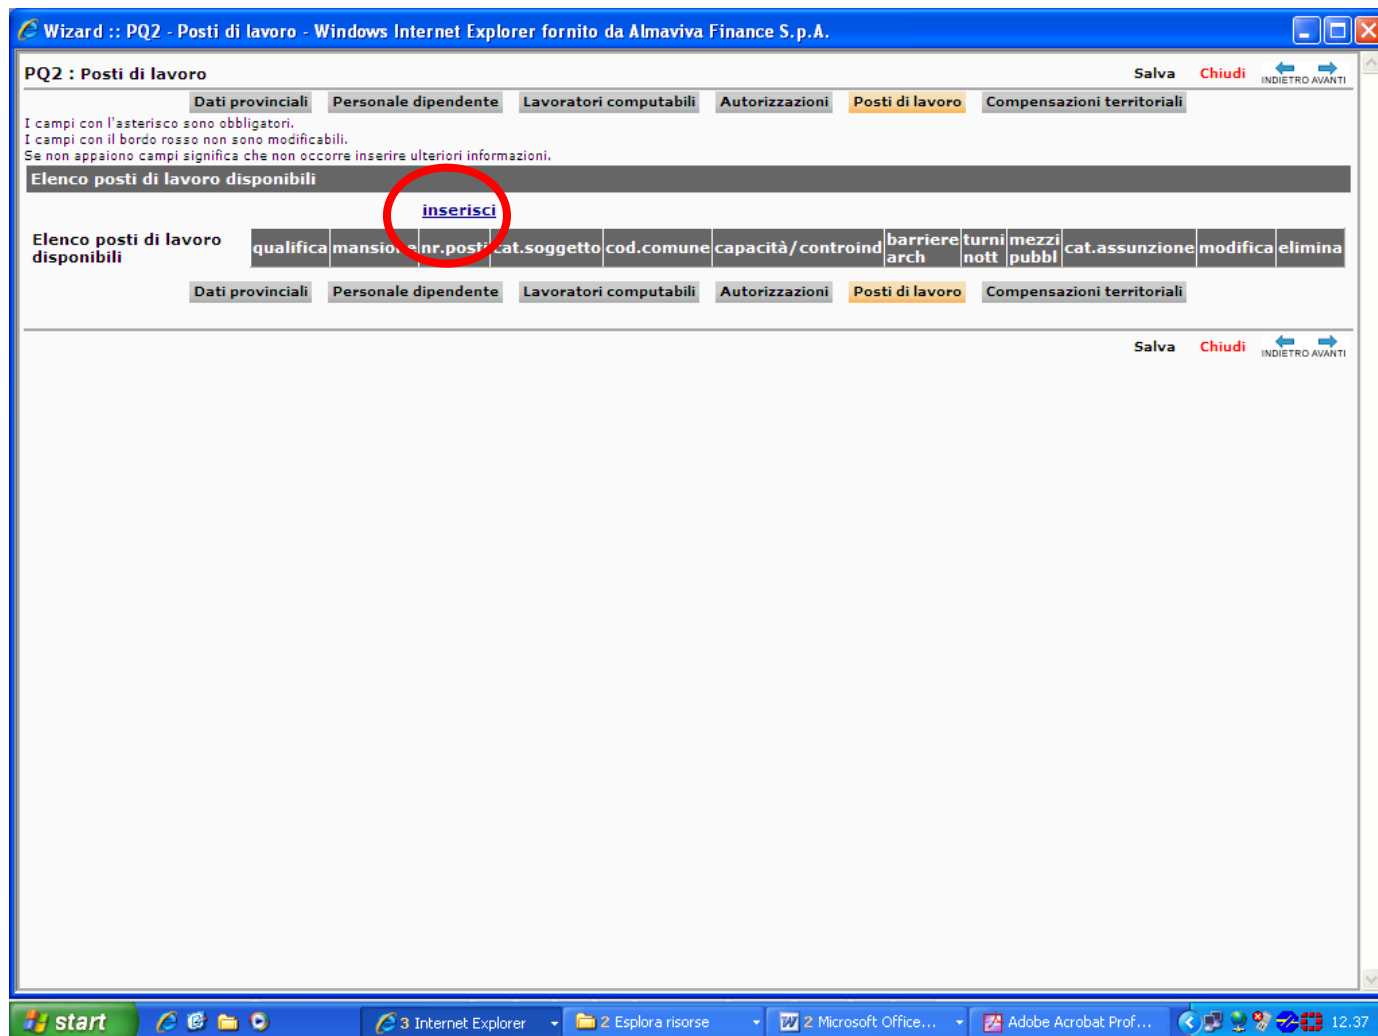 Wizard :: PQ2 - Posti di lavoro - Windows Internet Explorer fornito da Almaviva Finance S.p.A.
PQ2 : Posti di lavoro
Salva Chiudi INDIETRO AVANTI
Dati provinciali Personale dipendente Lavoratori computabili Autorizzazioni Posti di lavoro Compensazioni territoriali
I campi con l'asterisco sono obbligatori.
I campi con il bordo rosso non sono modificabili.
Se non appaiono campi significa che non occorre inserire ulteriori informazioni.
Elenco posti di lavoro disponibili
inserisci
Elenco posti di lavoro disponibili
qualifica mansione nr.posti cat.soggetto cod.comune capacità/controind barriere arch turni nott mezzi pubbl cat.assunzione modifica elimina
Dati provinciali Personale dipendente Lavoratori computabili Autorizzazioni Posti di lavoro Compensazioni territoriali
Salva Chiudi INDIETRO AVANTI
start 3 Internet Explorer 2 Esplora risorse 2 Microsoft Office... Adobe Acrobat Prof... 12.37